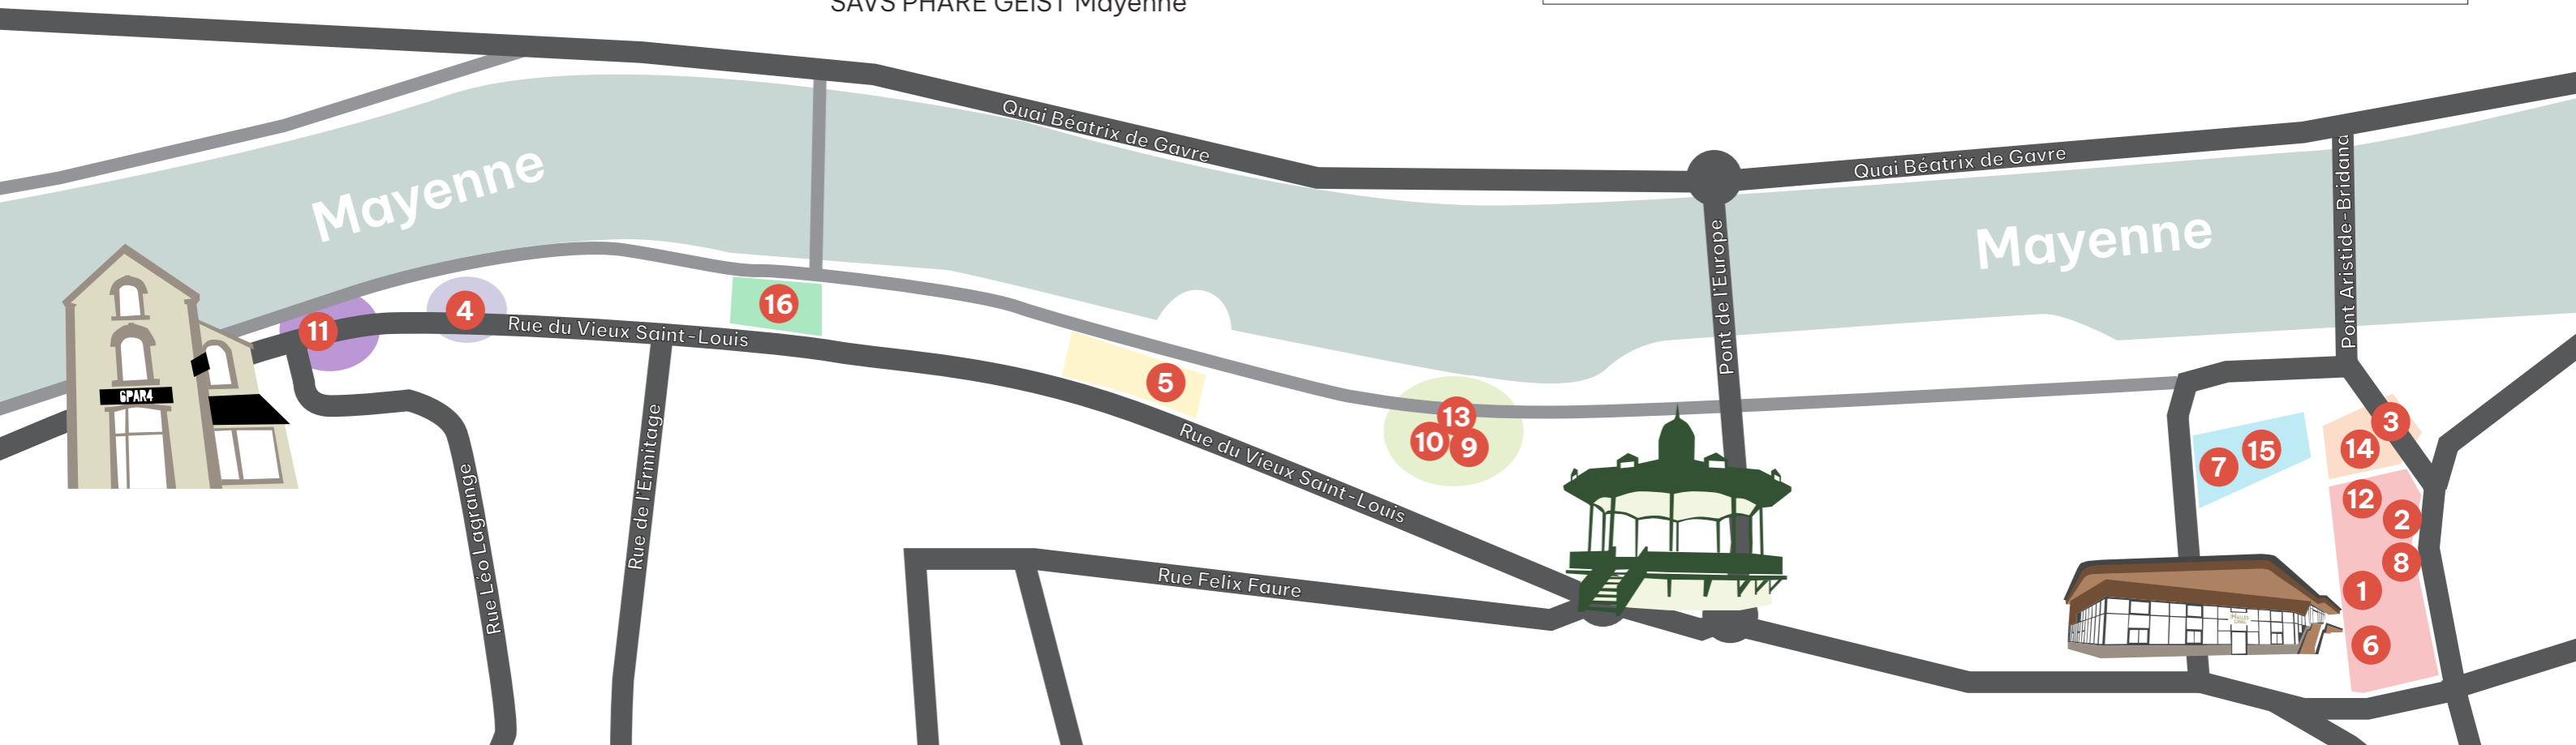 SAVS PHARE GEIST Mayenne
Quai Béatrix de Gavre
Quai Béatrix de Gavre
Pont Aristide-Bridand
Mayenne
Mayenne
Pont de l'Europe
11
4
16
Rue du Vieux Saint-Louis
5
GPAR4
13
10
9
3
14
7
15
Rue du Vieux Saint-Louis
Rue de l'Ermitage
Rue Léo Lagrange
12
2
8
1
6
Rue Felix Faure